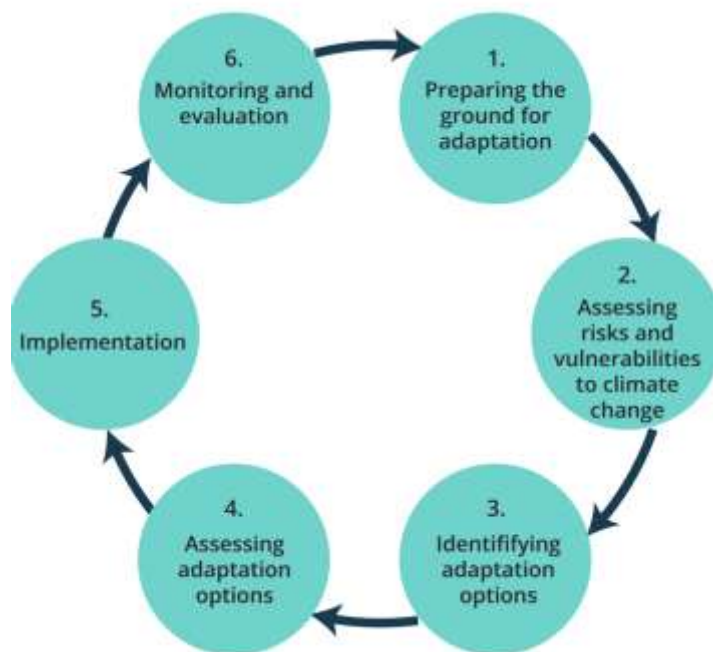 1.
Preparing the
ground for
adaptation
2.
Assessing
risks and
vulnerabilities
to climate
change
3.
Identififying
adaptation
options
4.
Assessing
adaptation
options
5.
Implementation
6.
Monitoring and
evaluation